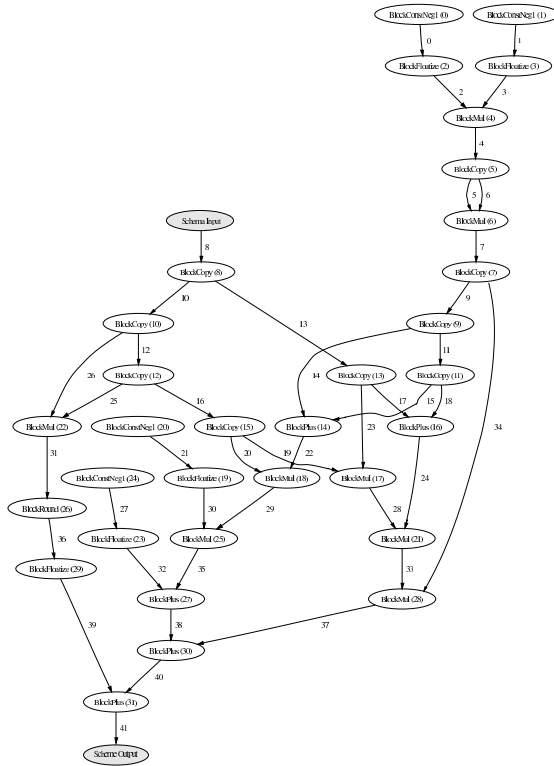 BlockConstNeg1 (0)
BlockConstNeg1 (1)
0
1
BlockFloatize (2)
BlockFloatize (3)
2
3
BlockMul (4)
4
BlockCopy (5)
5
6
BlockMul (6)
Schema Input
7
8
BlockCopy (8)
BlockCopy (7)
10
9
13
BlockCopy (10)
BlockCopy (9)
12
11
26
14
BlockCopy (12)
BlockCopy (13)
BlockCopy (11)
25
16
17
15
18
BlockMul (22)
BlockConstNeg1 (20)
BlockCopy (15)
BlockPlus (14)
BlockPlus (16)
23
34
31
21
20
19
22
BlockConstNeg1 (24)
BlockFloatize (19)
BlockMul (18)
BlockMul (17)
24
BlockRound (26)
27
30
29
28
36
BlockFloatize (23)
BlockMul (25)
BlockMul (21)
BlockFloatize (29)
32
35
33
BlockPlus (27)
BlockMul (28)
39
38
37
BlockPlus (30)
40
BlockPlus (31)
41
Scheme Output